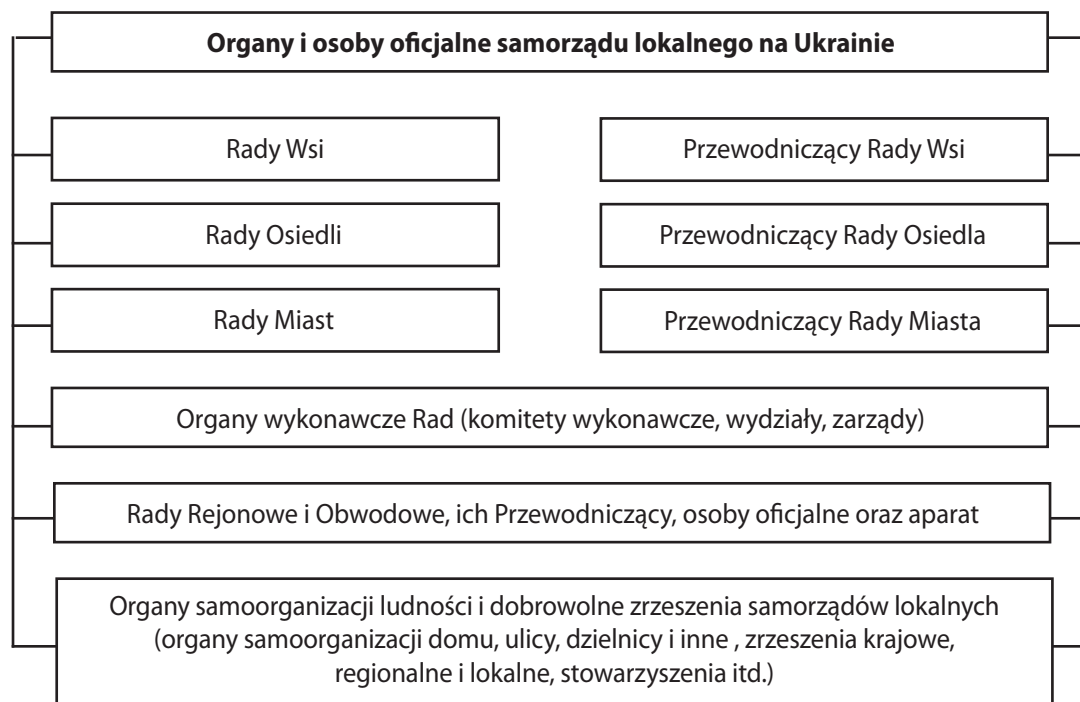 Organy i osoby oficjalne samorządu lokalnego na Ukrainie
Rady Wsi
Przewodniczący Rady Wsi
Rady Osiedli
Przewodniczący Rady Osiedla
Rady Miast
Przewodniczący Rady Miasta
Organy wykonawcze Rad (komitety wykonawcze, wydziały, zarządy)
Rady Rejonowe i Obwodowe, ich Przewodniczący, osoby oficjalne oraz aparat
Organy samoorganizacji ludności i dobrowolne zrzeszenia samorządów lokalnych
(organy samoorganizacji domu, ulicy, dzielnicy i inne , zrzeszenia krajowe,
regionalne i lokalne, stowarzyszenia itd.)